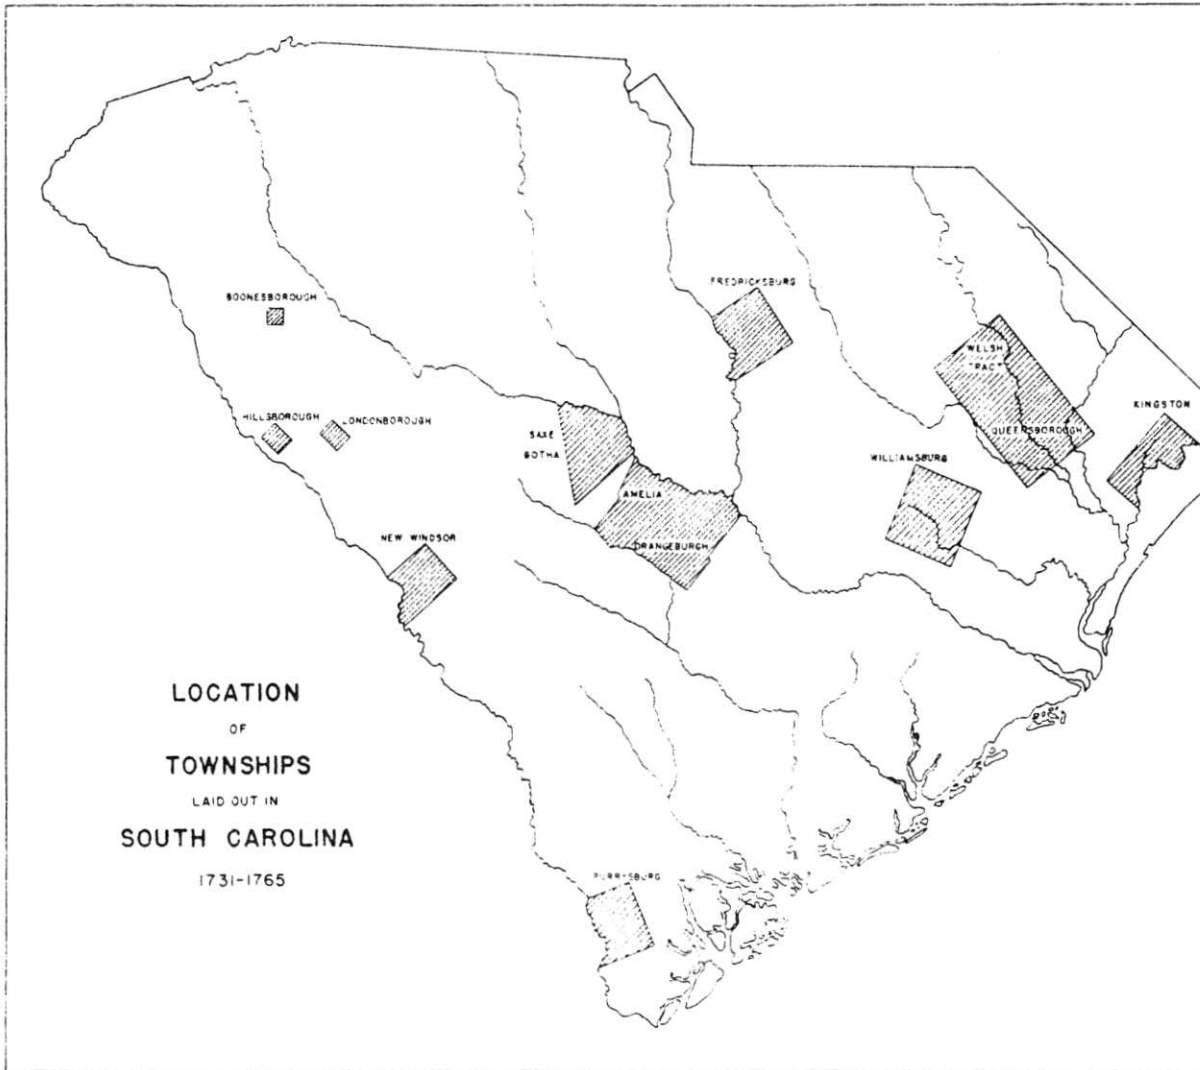 FREDRICKSBURG
BOONESBOROUGH
WELSH
TRACT
KINGSTON
HILLSBOROUGH
LONDONBOROUGH
SAXE
GOTHA
QUEENSBOROUGH
WILLIAMSBURG
AMELIA
NEW WINDSOR
ORANGEBURGH
LOCATION
OF
TOWNSHIPS
LAID OUT IN
SOUTH CAROLINA
1731-1765
PURRYSBURG